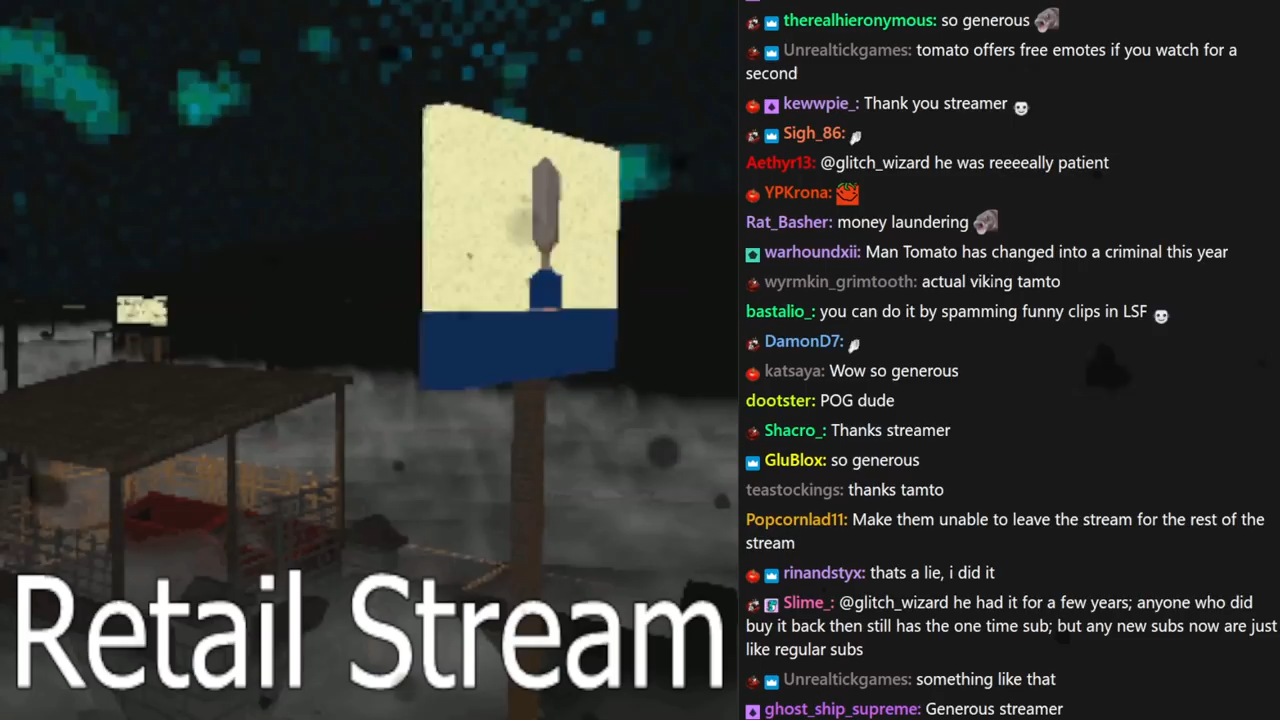 therealhieronymous: so generous
Unrealtickgames: tomato offers free emotes if you watch for a
second
kewwpie_: Thank you streamer
Sigh_86:
Aethyr13: @glitch_wizard he was reeeeally patient
YPKrona:
Rat_Basher: money laundering
warhoundxii: Man Tomato has changed into a criminal this year
wyrmkin_grimtooth: actual viking tamto
bastalio_: you can do it by spamming funny clips in LSF
DamonD7:
katsaya: Wow so generous
dootster: POG dude
Shacro_: Thanks streamer
GluBlox: so generous
teastockings: thanks tamto
Popcornlad11: Make them unable to leave the stream for the rest of the
stream
rinandstyx: thats a lie, i did it
Slime_: @glitch_wizard he had it for a few years; anyone who did
buy it back then still has the one time sub; but any new subs now are just
like regular subs
Unrealtickgames: something like that
ghost_ship_supreme: Generous streamer
Retail Stream